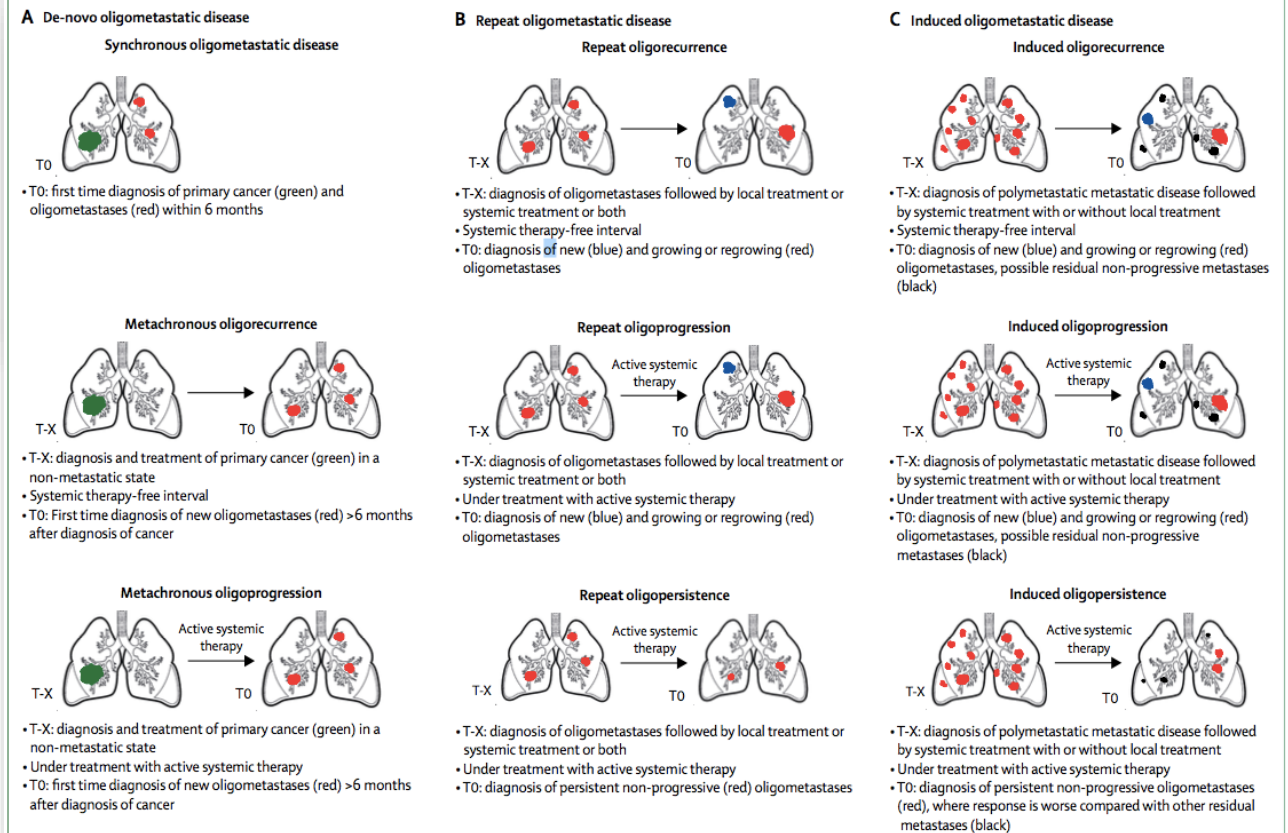 A De-novo oligometastatic disease
Synchronous oligometastatic disease
T0
• T0: first time diagnosis of primary cancer (green) and
oligometastases (red) within 6 months
Metachronous oligorecurrence
T-X
T0
• T-X: diagnosis and treatment of primary cancer (green) in a
non-metastatic state
• Systemic therapy-free interval
• T0: First time diagnosis of new oligometastases (red) >6 months
after diagnosis of cancer
Metachronous oligoprogression
Active systemic
therapy
T-X
T0
• T-X: diagnosis and treatment of primary cancer (green) in a
non-metastatic state
• Under treatment with active systemic therapy
• T0: first time diagnosis of new oligometastases (red) >6 months
after diagnosis of cancer
B Repeat oligometastatic disease
Repeat oligorecurrence
T-X
T0
• T-X: diagnosis of oligometastases followed by local treatment or
systemic treatment or both
• Systemic therapy-free interval
• T0: diagnosis of new (blue) and growing or regrowing (red)
oligometastases
Repeat oligoprogression
Active systemic
therapy
T-X
T0
• T-X: diagnosis of oligometastases followed by local treatment or
systemic treatment or both
• Under treatment with active systemic therapy
• T0: diagnosis of new (blue) and growing or regrowing (red)
oligometastases
Repeat oligopersistence
Active systemic
therapy
T-X
T0
• T-X: diagnosis of oligometastases followed by local treatment or
systemic treatment or both
• Under treatment with active systemic therapy
• T0: diagnosis of persistent non-progressive (red) oligometastases
C Induced oligometastatic disease
Induced oligorecurrence
T-X
T0
• T-X: diagnosis of polymetastatic metastatic disease followed
by systemic treatment with or without local treatment
• Systemic therapy-free interval
• T0: diagnosis of new (blue) and growing or regrowing (red)
oligometastases, possible residual non-progressive metastases
(black)
Induced oligoprogression
Active systemic
therapy
T-X
T0
• T-X: diagnosis of polymetastatic metastatic disease followed
by systemic treatment with or without local treatment
• Under treatment with active systemic therapy
• T0: diagnosis of new (blue) and growing or regrowing (red)
oligometastases, possible residual non-progressive
metastases (black)
Induced oligopersistence
Active systemic
therapy
T-X
T0
• T-X: diagnosis of polymetastatic metastatic disease followed
by systemic treatment with or without local treatment
• Under treatment with active systemic therapy
• T0: diagnosis of persistent non-progressive oligometastases
(red), where response is worse compared with other residual
metastases (black)